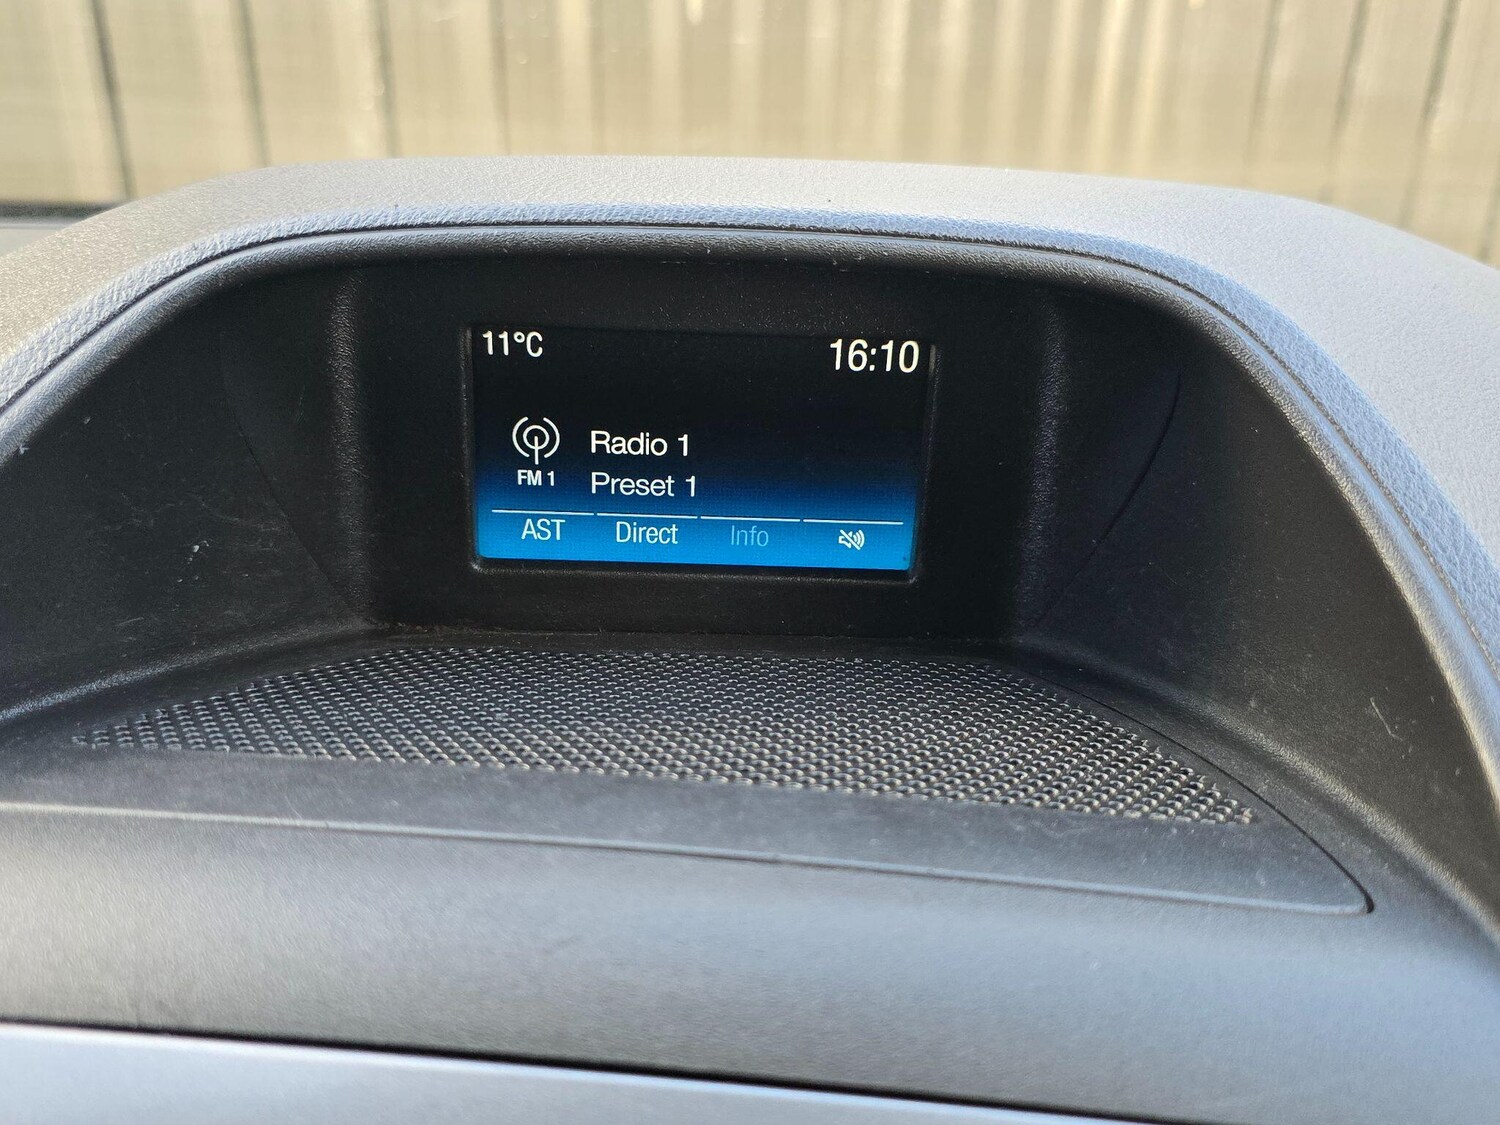 11°C
16:10
Radio 1
FM 1
Preset 1
AST
Direct
Info